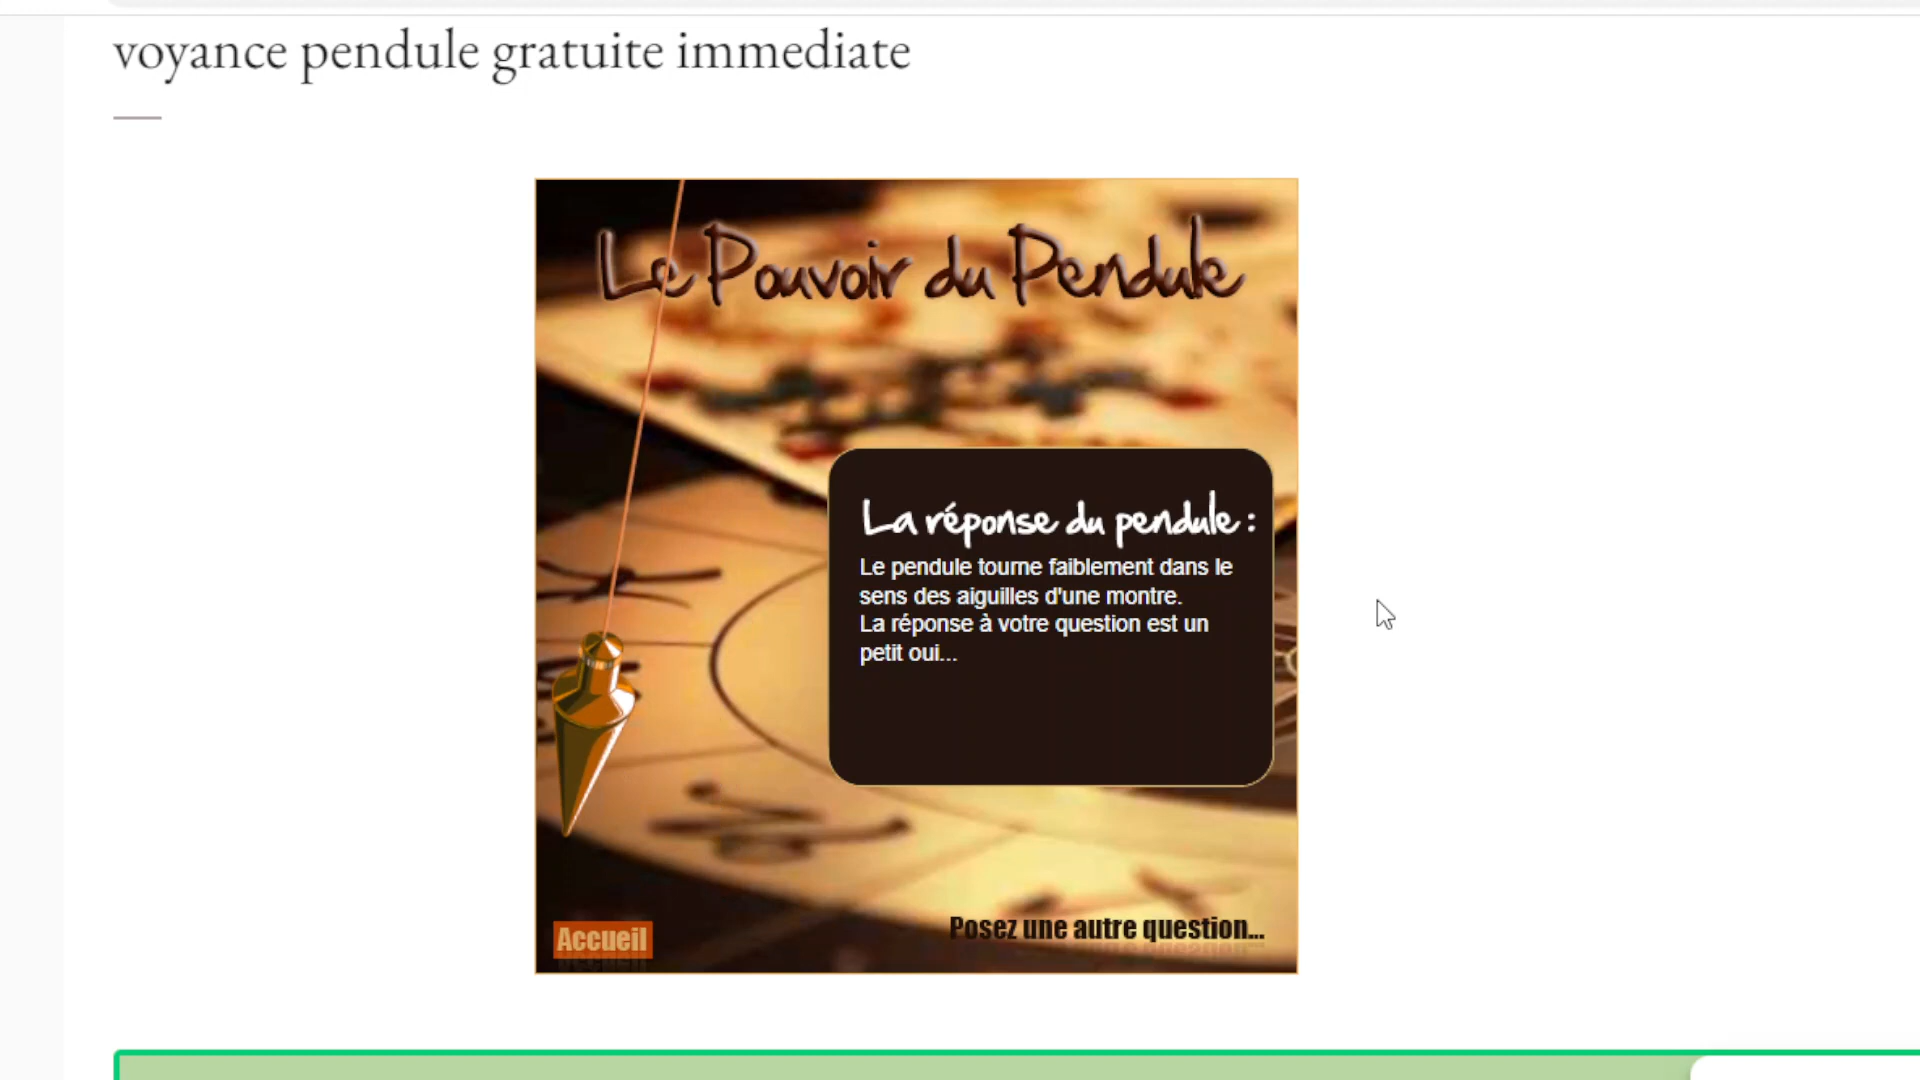 voyance pendule gratuite immediate
Le Pouvoir du Pendule
La réponse du pendule :
Le pendule tourne faiblement dans le
sens des aiguilles d'une montre.
La réponse à votre question est un
petit oui...
Posez une autre question...
Accueil